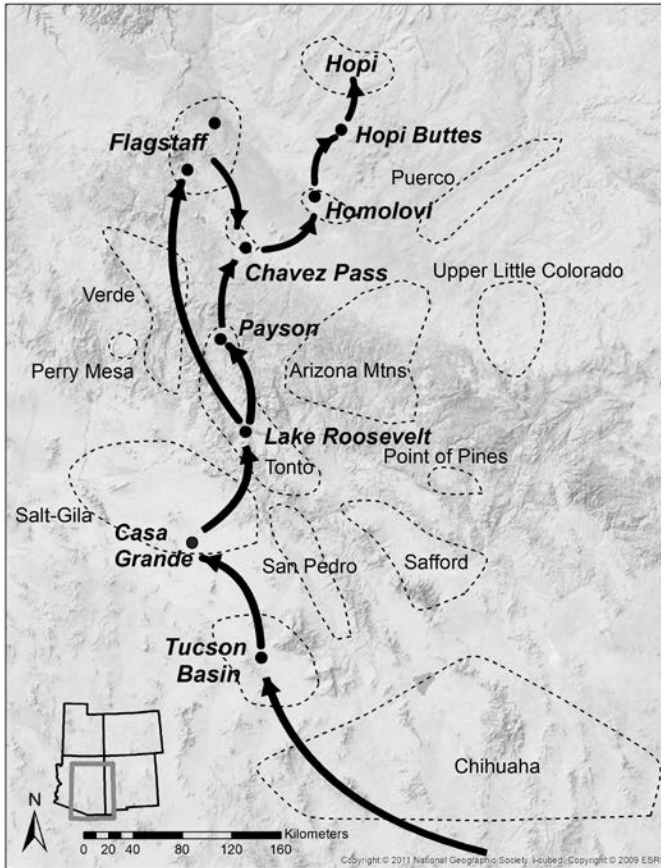 Hopi
Flagstaff
Hopi Buttes
Puerco
Homolovi
Chavez Pass
Upper Little Colorado
Verde
Payson
Perry Mesa
Arizona Mtns
Lake Roosevelt
Tonto
Point of Pines
Salt-Gila
Casa
Grande
San Pedro
Safford
Tucson
Basin
Chihuaha
N
Kilometers
0 20 40 80 120 160
Copyright © 2011 National Geographic Society, i-cubed, Copyright © 2009 ESRI